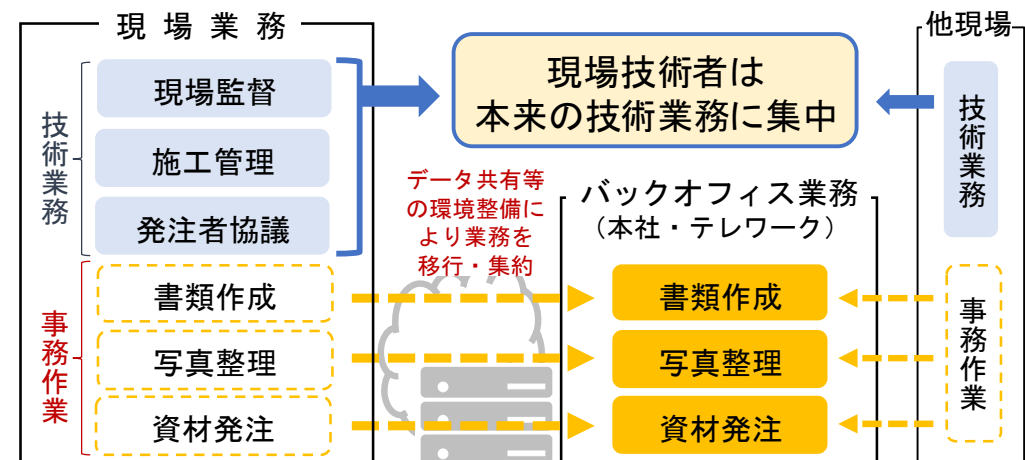 現場業務
技術業務
現場監督
施工管理
発注者協議
事務作業
書類作成
写真整理
資材発注
現場技術者は
本来の技術業務に集中
データ共有等
の環境整備に
より業務を
移行・集約
バックオフィス業務
（本社・テレワーク）
書類作成
写真整理
資材発注
他現場
技術業務
事務作業